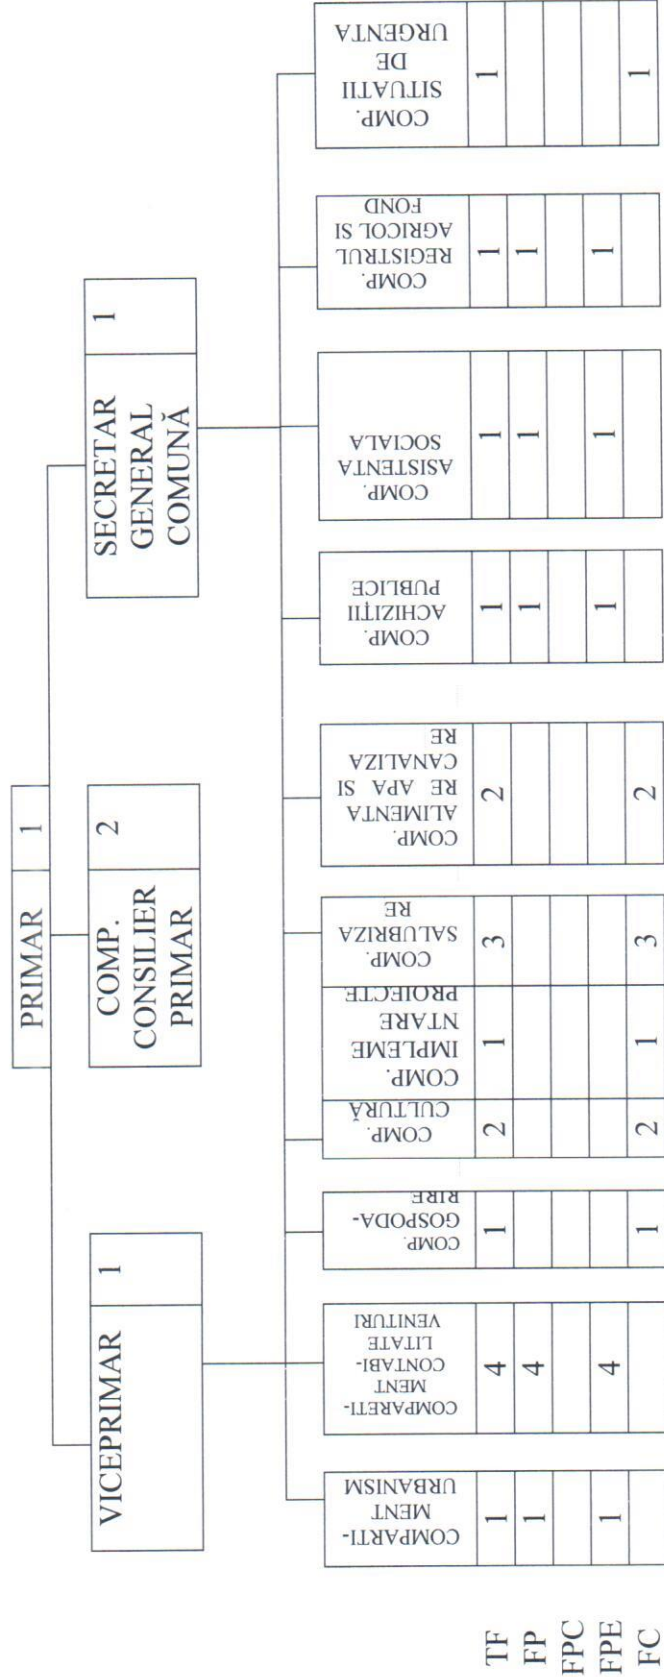 PRIMAR 1
VICEPRIMAR 1
COMP.
CONSILIER
PRIMAR
2
SECRETAR
GENERAL
COMUNĂ
1
COMPARTI-
MENT
URBANISM
COMPARETI-
MENT
CONTABI-
LITATE
VENITURI
COMP.
GOSPODA-
RIRE
COMP.
CULTURĂ
COMP.
IMPLEME
NTARE
PROIECTE
COMP.
SALUBRIZA
RE
COMP.
ALIMENTA
RE APA SI
CANALIZA
RE
COMP.
ACHIZIŢII
PUBLICE
COMP.
ASISTENTA
SOCIALA
COMP.
REGISTRUL
AGRICOL SI
FOND
COMP.
SITUATII
DE
URGENTA
TF 1 4 1 2 1 3 2 1 1 1 1
FP 1 4 1 1 1
FPC
FPE 1 4 1 1 1
FC 1 2 1 3 2 1